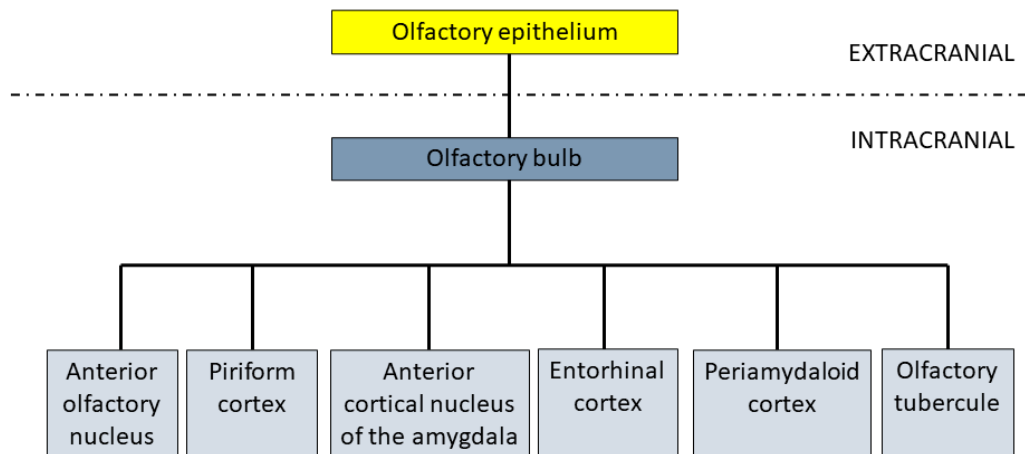 Olfactory epithelium
EXTRACRANIAL
INTRACRANIAL
Olfactory bulb
Anterior
olfactory
nucleus
Piriform
cortex
Anterior
cortical nucleus
of the amygdala
Entorhinal
cortex
Periamydaloid
cortex
Olfactory
tubercule